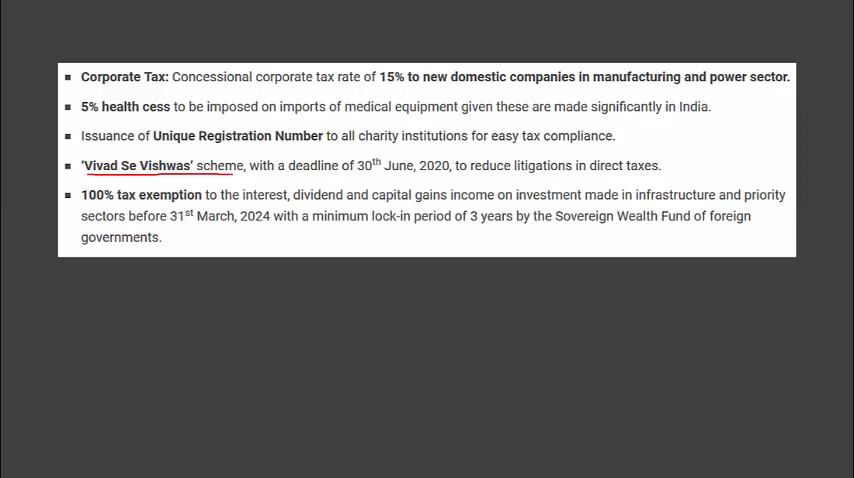 ▪ Corporate Tax: Concessional corporate tax rate of 15% to new domestic companies in manufacturing and power sector.
▪ 5% health cess to be imposed on imports of medical equipment given these are made significantly in India.
▪ Issuance of Unique Registration Number to all charity institutions for easy tax compliance.
▪ ‘Vivad Se Vishwas’ scheme, with a deadline of 30th June, 2020, to reduce litigations in direct taxes.
▪ 100% tax exemption to the interest, dividend and capital gains income on investment made in infrastructure and priority
sectors before 31st March, 2024 with a minimum lock-in period of 3 years by the Sovereign Wealth Fund of foreign
governments.